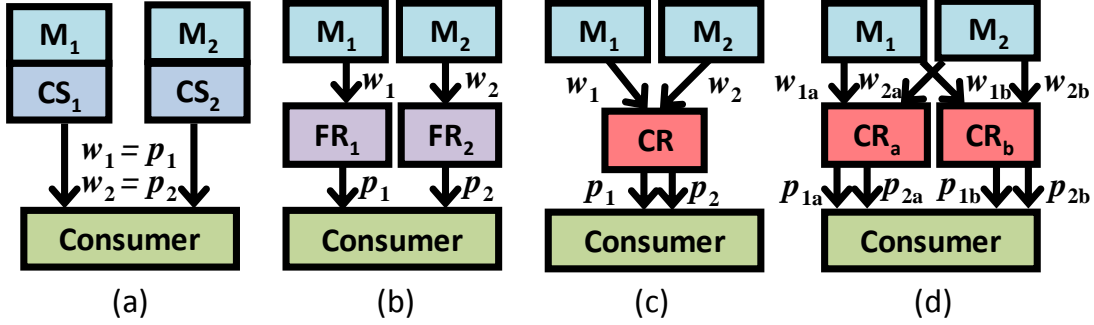 M₁ M₂
CS₁ CS₂
w₁ = p₁
w₂ = p₂
Consumer
(a)
M₁ M₂
w₁ w₂
FR₁ FR₂
p₁ p₂
Consumer
(b)
M₁ M₂
w₁ w₂
CR
p₁ p₂
Consumer
(c)
M₁ M₂
w₁ₐ w₂ₐ w₁b w₂b
CRₐ CRb
p₁ₐ p₂ₐ p₁b p₂b
Consumer
(d)